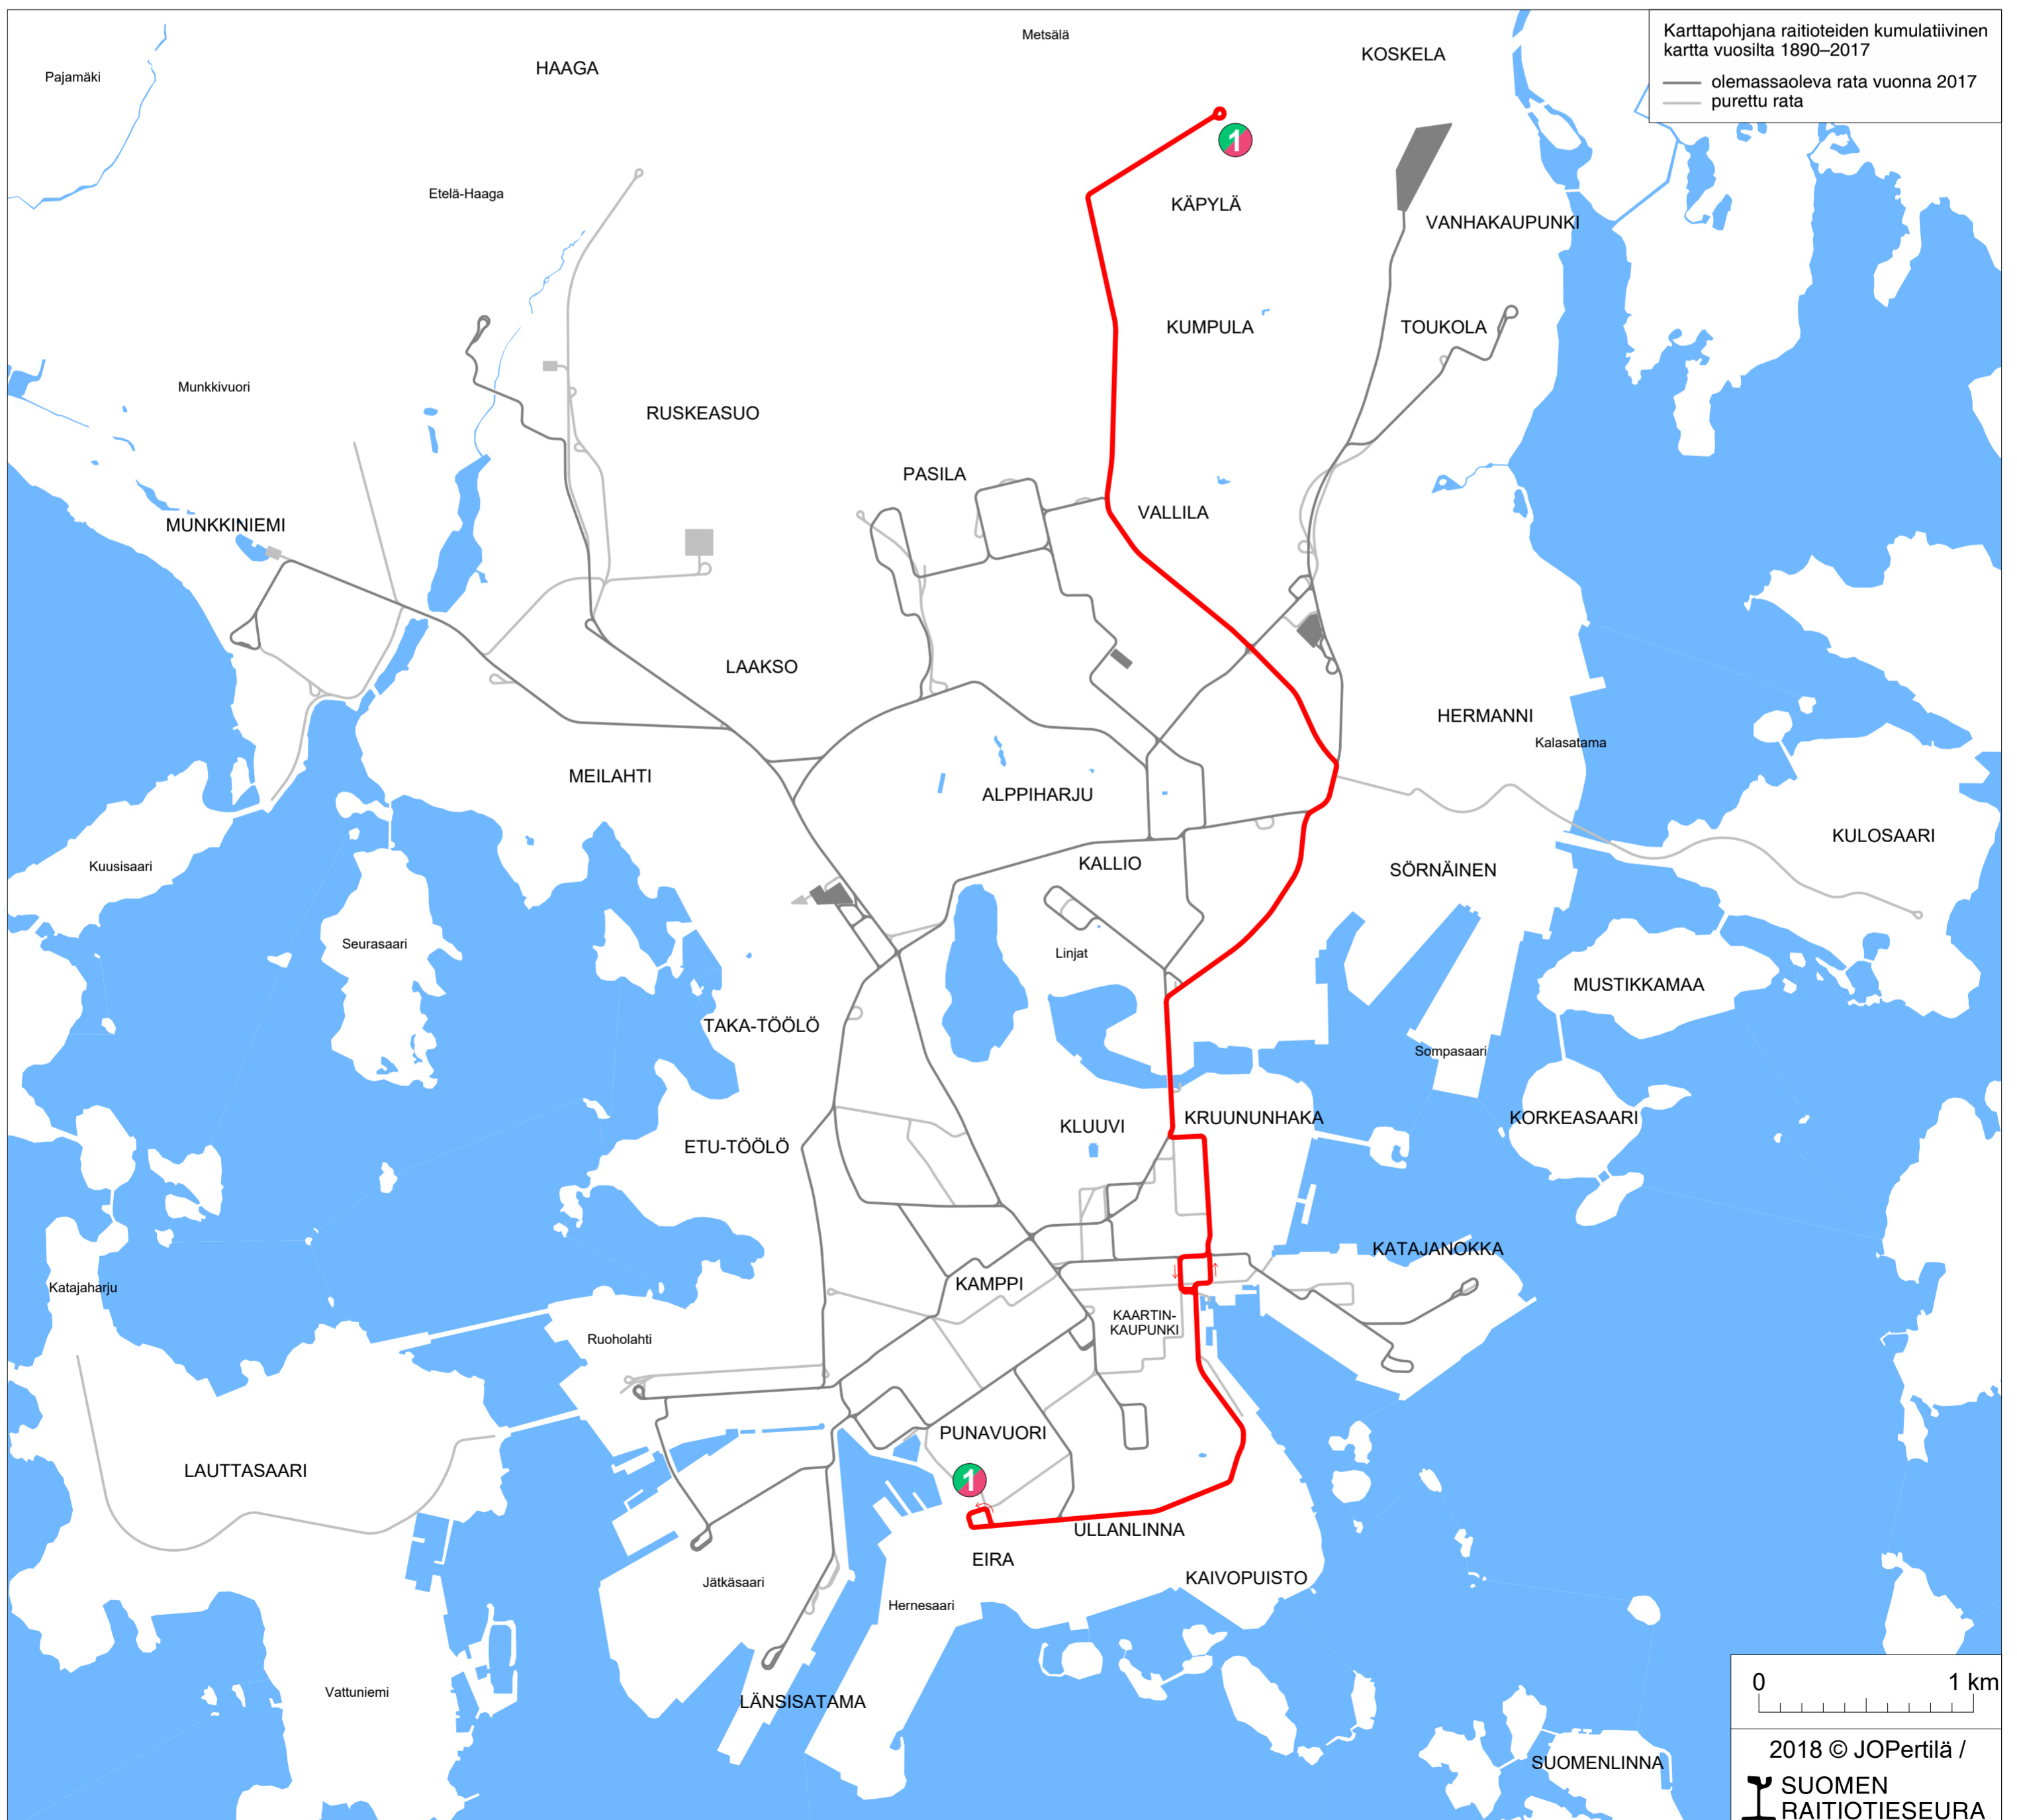 Karttapohjana raitioteiden kumulatiivinen
kartta vuosilta 1890–2017
olemassaoleva rata vuonna 2017
purettu rata
Metsälä
KOSKELA
HAAGA
Pajamäki
1
Etelä-Haaga
KÄPYLÄ
VANHAKAUPUNKI
KUMPULA
TOUKOLA
Munkkivuori
RUSKEASUO
PASILA
VALLILA
MUNKKINIEMI
LAAKSO
HERMANNI
Kalasatama
MEILAHTI
ALPPIHARJU
KULOSAARI
Kuusisaari
KALLIO
SÖRNÄINEN
Seurasaari
Linjat
MUSTIKKAMAA
TAKA-TÖÖLÖ
Sompasaari
KLUUVI
KRUUNUNHAKA
KORKEASAARI
ETU-TÖÖLÖ
KATAJANOKKA
Katajaharju
KAMPPI
KAARTIN-
KAUPUNKI
Ruoholahti
PUNAVUORI
LAUTTASAARI
1
ULLANLINNA
EIRA
KAIVOPUISTO
Jätkäsaari
Hernesaari
Vattuniemi
LÄNSISATAMA
SUOMENLINNA
0 1 km
2018 © JOPertilä /
SUOMEN
RAITIOTIESEURA